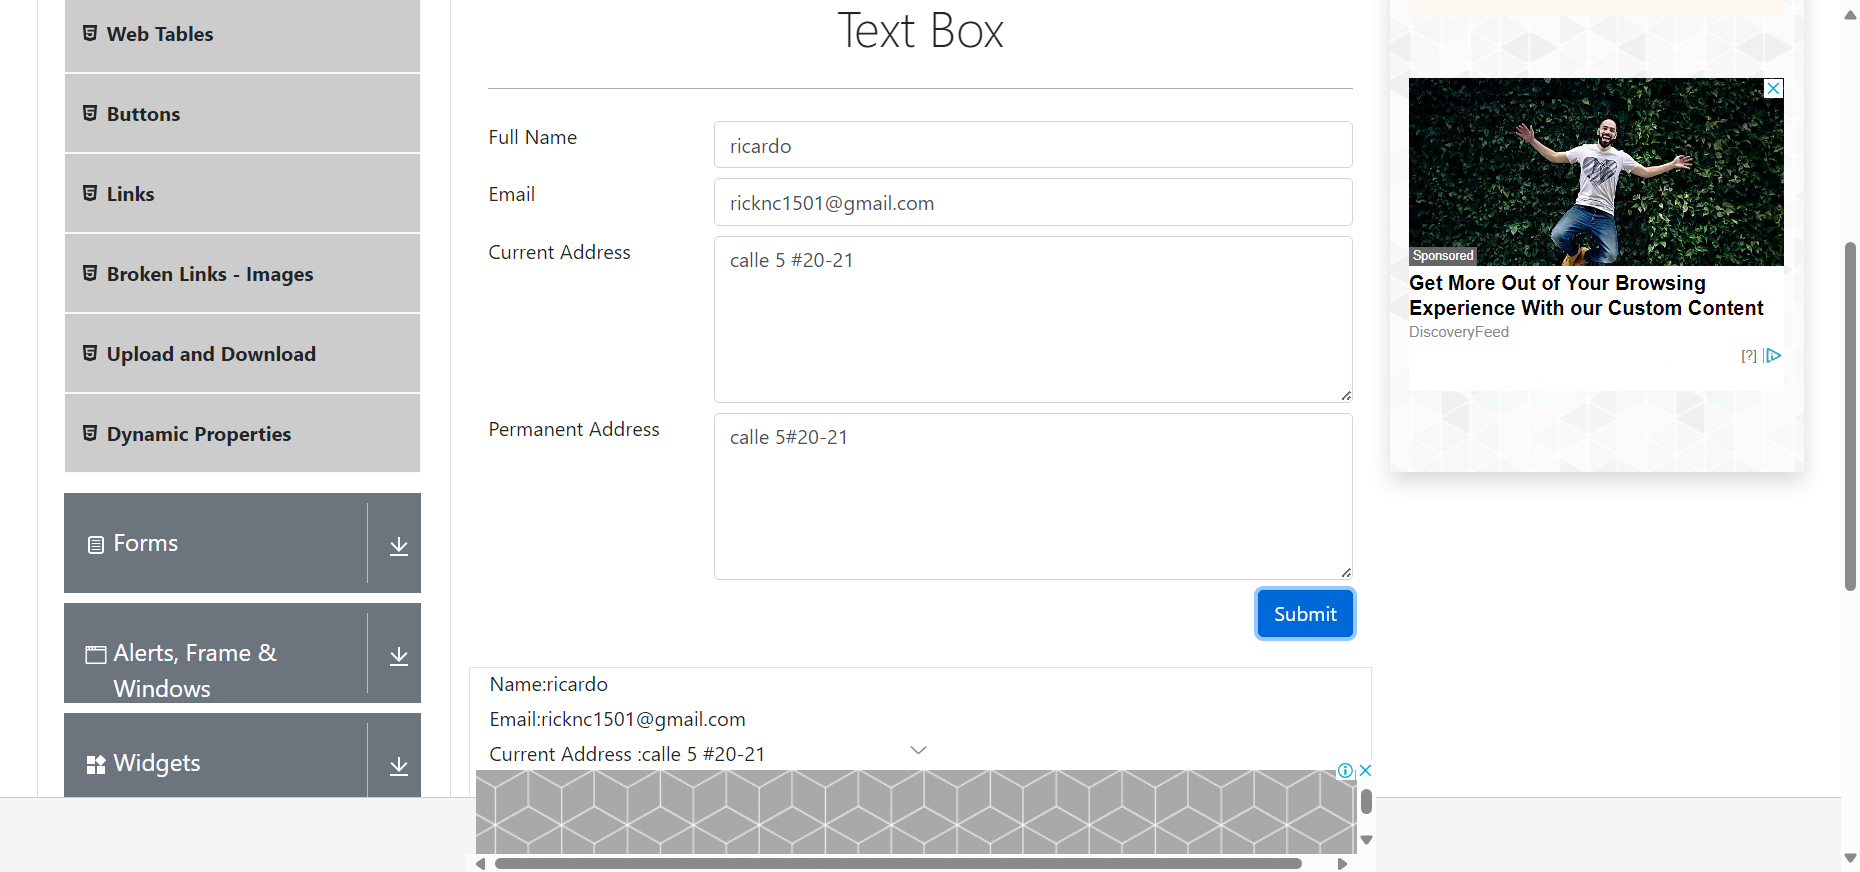 Web Tables
Buttons
Links
Broken Links - Images
Upload and Download
Dynamic Properties
Forms
Alerts, Frame &
Windows
Widgets
Text Box
Full Name
ricardo
Email
ricknc1501@gmail.com
Current Address
calle 5 #20-21
Permanent Address
calle 5#20-21
Submit
Name:ricardo
Email:ricknc1501@gmail.com
Current Address :calle 5 #20-21
Sponsored
Get More Out of Your Browsing
Experience With our Custom Content
DiscoveryFeed
[?]